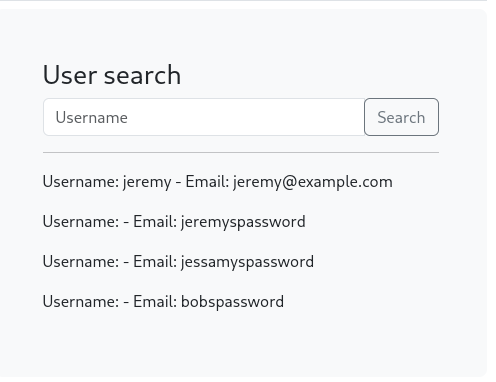 User search
Username Search
Username: jeremy - Email: jeremy@example.com
Username: - Email: jeremyspassword
Username: - Email: jessamyspassword
Username: - Email: bobspassword